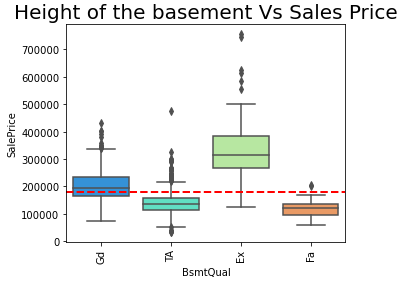 Height of the basement Vs Sales Price
700000
600000
500000
400000
300000
200000
100000
0
SalePrice
Gd
TA
Ex
Fa
BsmtQual